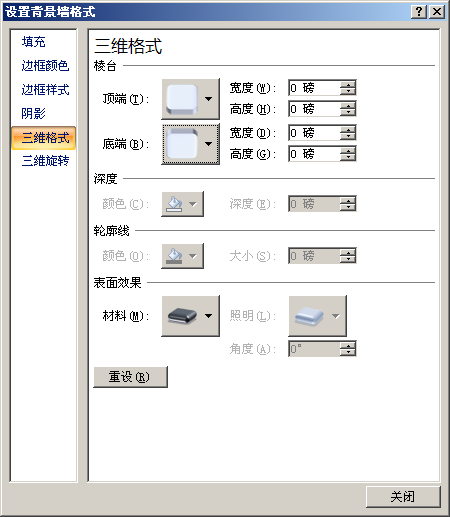 设置背景墙格式
填充
边框颜色
边框样式
阴影
三维格式
三维旋转
三维格式
棱台
顶端(T):
宽度(W): 0 磅
高度(H): 0 磅
底端(B):
宽度(D): 0 磅
高度(G): 0 磅
深度
颜色(C): 深度(E): 0 磅
轮廓线
颜色(O): 大小(S): 0 磅
表面效果
材料(M): 照明(L):
角度(A): 0°
重设(R)
关闭